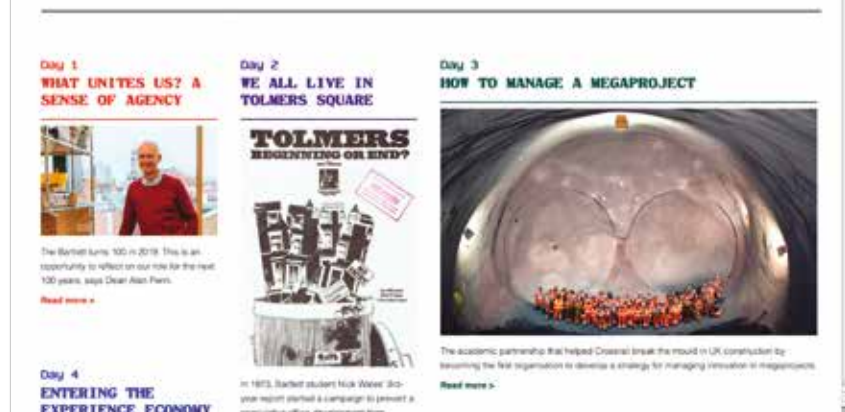 Day 1
WHAT UNITES US? A
SENSE OF AGENCY
The Bartlett turns 100 in 2019. This is an
opportunity to reflect on our role for the next
100 years, says Dean Alan Penn.
Read more >
Day 2
WE ALL LIVE IN
TOLMERS SQUARE
TOLMERS
BEGINNING OR END?
In 1973, Bartlett student Nick Wates' 3rd-
year report started a campaign to prevent a
Day 3
HOW TO MANAGE A MEGAPROJECT
The academic partnership that helped Crossrail break the mould in UK construction by
becoming the first organisation to develop a strategy for managing innovation in megaprojects.
Read more >
Day 4
ENTERING THE
EXPERIENCE ECONOMY